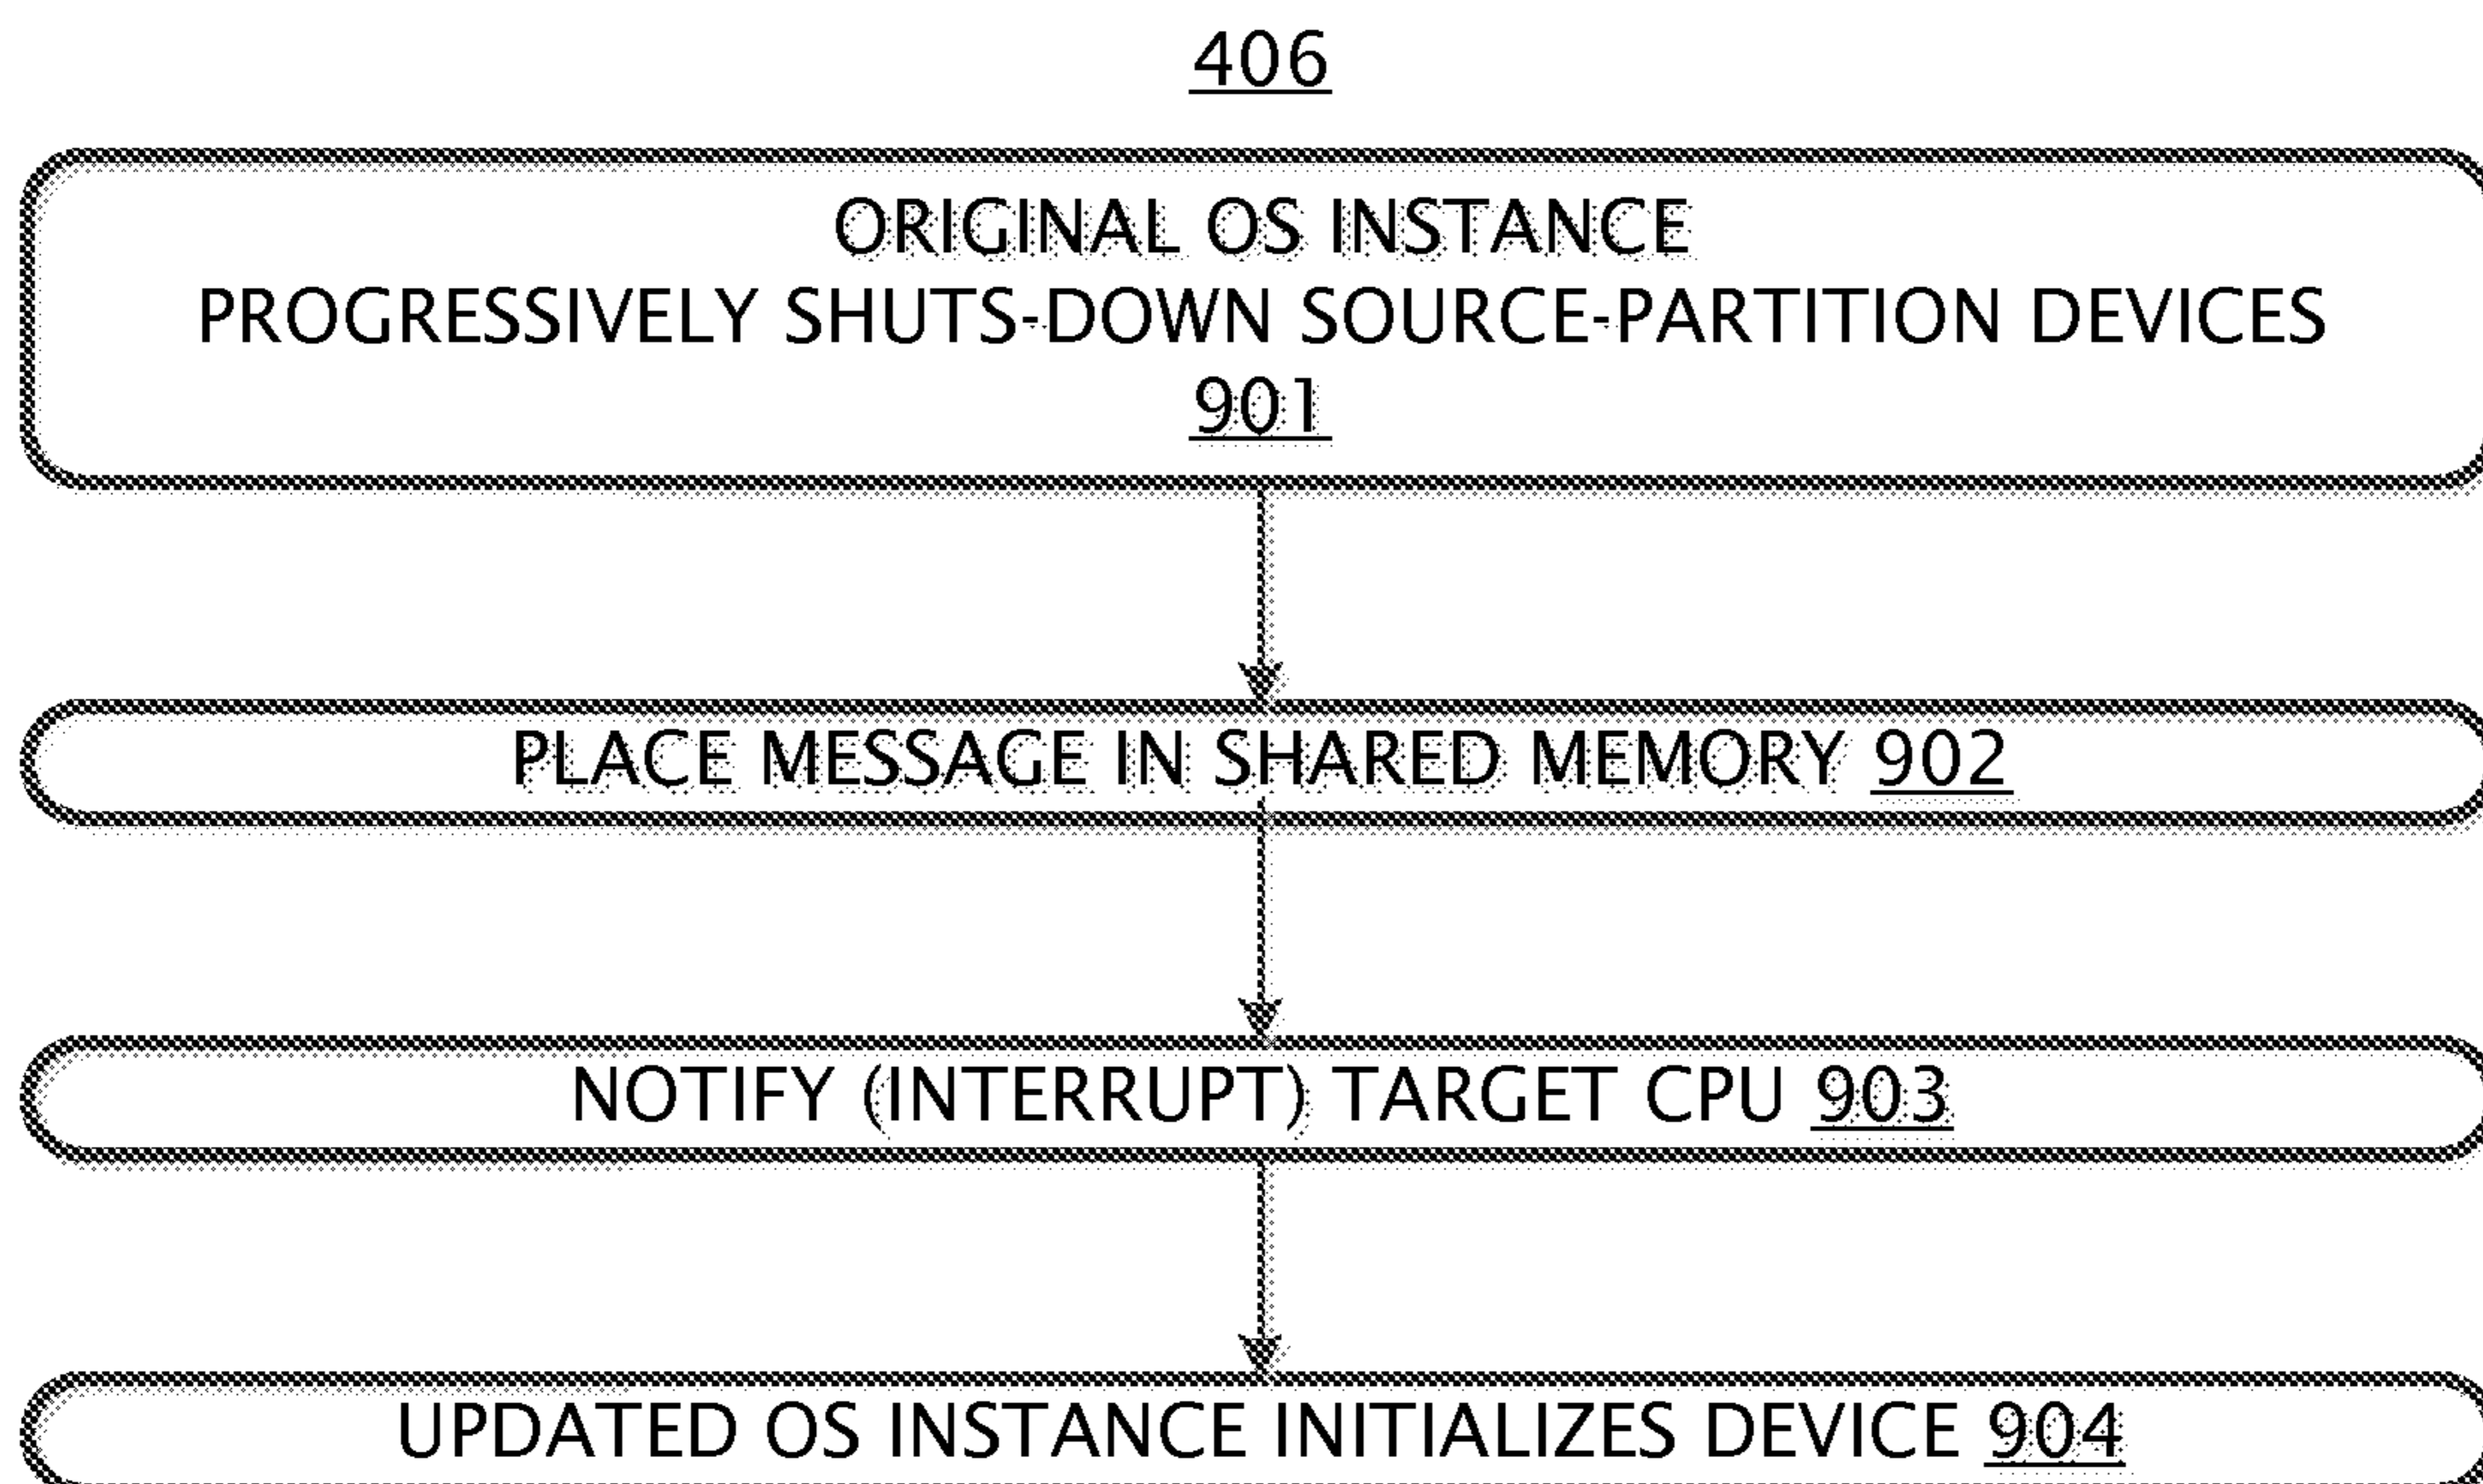 406
ORIGINAL OS INSTANCE
PROGRESSIVELY SHUTS-DOWN SOURCE-PARTITION DEVICES
901
PLACE MESSAGE IN SHARED MEMORY 902
NOTIFY (INTERRUPT) TARGET CPU 903
UPDATED OS INSTANCE INITIALIZES DEVICE 904